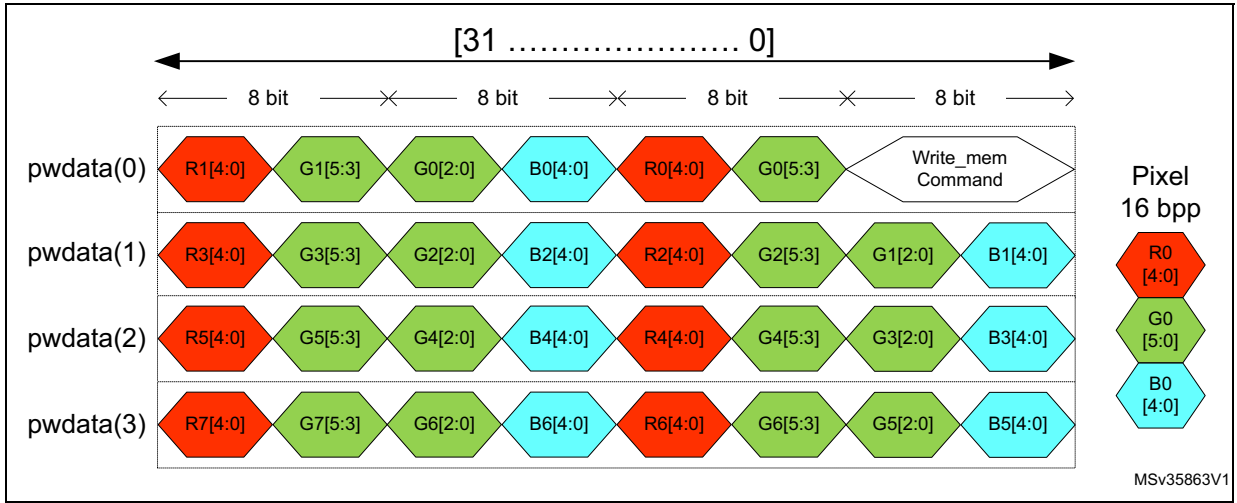 [31 ...................... 0]
8 bit 8 bit 8 bit 8 bit
pwdata(0) R1[4:0] G1[5:3] G0[2:0] B0[4:0] R0[4:0] G0[5:3] Write_mem Command
pwdata(1) R3[4:0] G3[5:3] G2[2:0] B2[4:0] R2[4:0] G2[5:3] G1[2:0] B1[4:0]
pwdata(2) R5[4:0] G5[5:3] G4[2:0] B4[4:0] R4[4:0] G4[5:3] G3[2:0] B3[4:0]
pwdata(3) R7[4:0] G7[5:3] G6[2:0] B6[4:0] R6[4:0] G6[5:3] G5[2:0] B5[4:0]
Pixel
16 bpp
R0
[4:0]
G0
[5:0]
B0
[4:0]
MSv35863V1